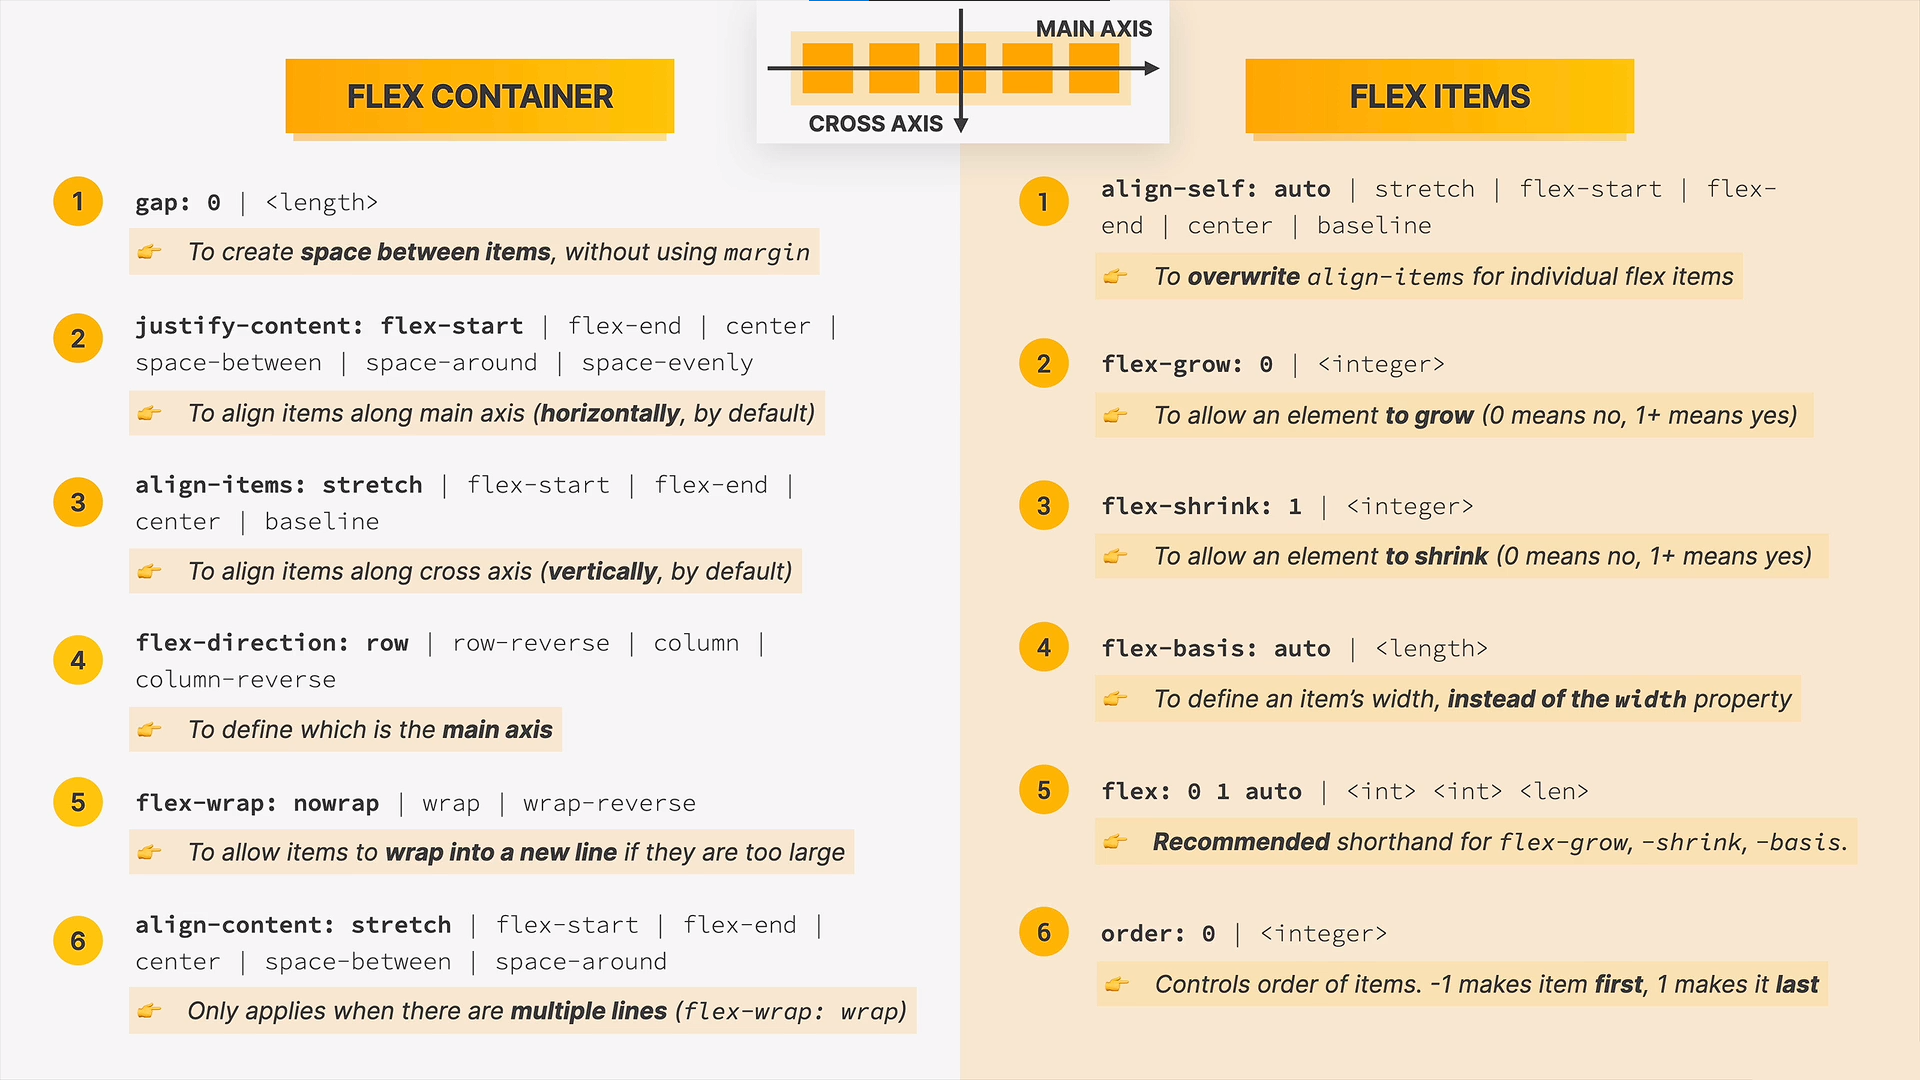 MAIN AXIS
CROSS AXIS
FLEX CONTAINER
1
gap: 0 | <length>
👉 To create space between items, without using margin
2
justify-content: flex-start | flex-end | center |
space-between | space-around | space-evenly
👉 To align items along main axis (horizontally, by default)
3
align-items: stretch | flex-start | flex-end |
center | baseline
👉 To align items along cross axis (vertically, by default)
4
flex-direction: row | row-reverse | column |
column-reverse
👉 To define which is the main axis
5
flex-wrap: nowrap | wrap | wrap-reverse
👉 To allow items to wrap into a new line if they are too large
6
align-content: stretch | flex-start | flex-end |
center | space-between | space-around
👉 Only applies when there are multiple lines (flex-wrap: wrap)
FLEX ITEMS
1
align-self: auto | stretch | flex-start | flex-
end | center | baseline
👉 To overwrite align-items for individual flex items
2
flex-grow: 0 | <integer>
👉 To allow an element to grow (0 means no, 1+ means yes)
3
flex-shrink: 1 | <integer>
👉 To allow an element to shrink (0 means no, 1+ means yes)
4
flex-basis: auto | <length>
👉 To define an item’s width, instead of the width property
5
flex: 0 1 auto | <int> <int> <len>
👉 Recommended shorthand for flex-grow, -shrink, -basis.
6
order: 0 | <integer>
👉 Controls order of items. -1 makes item first, 1 makes it last